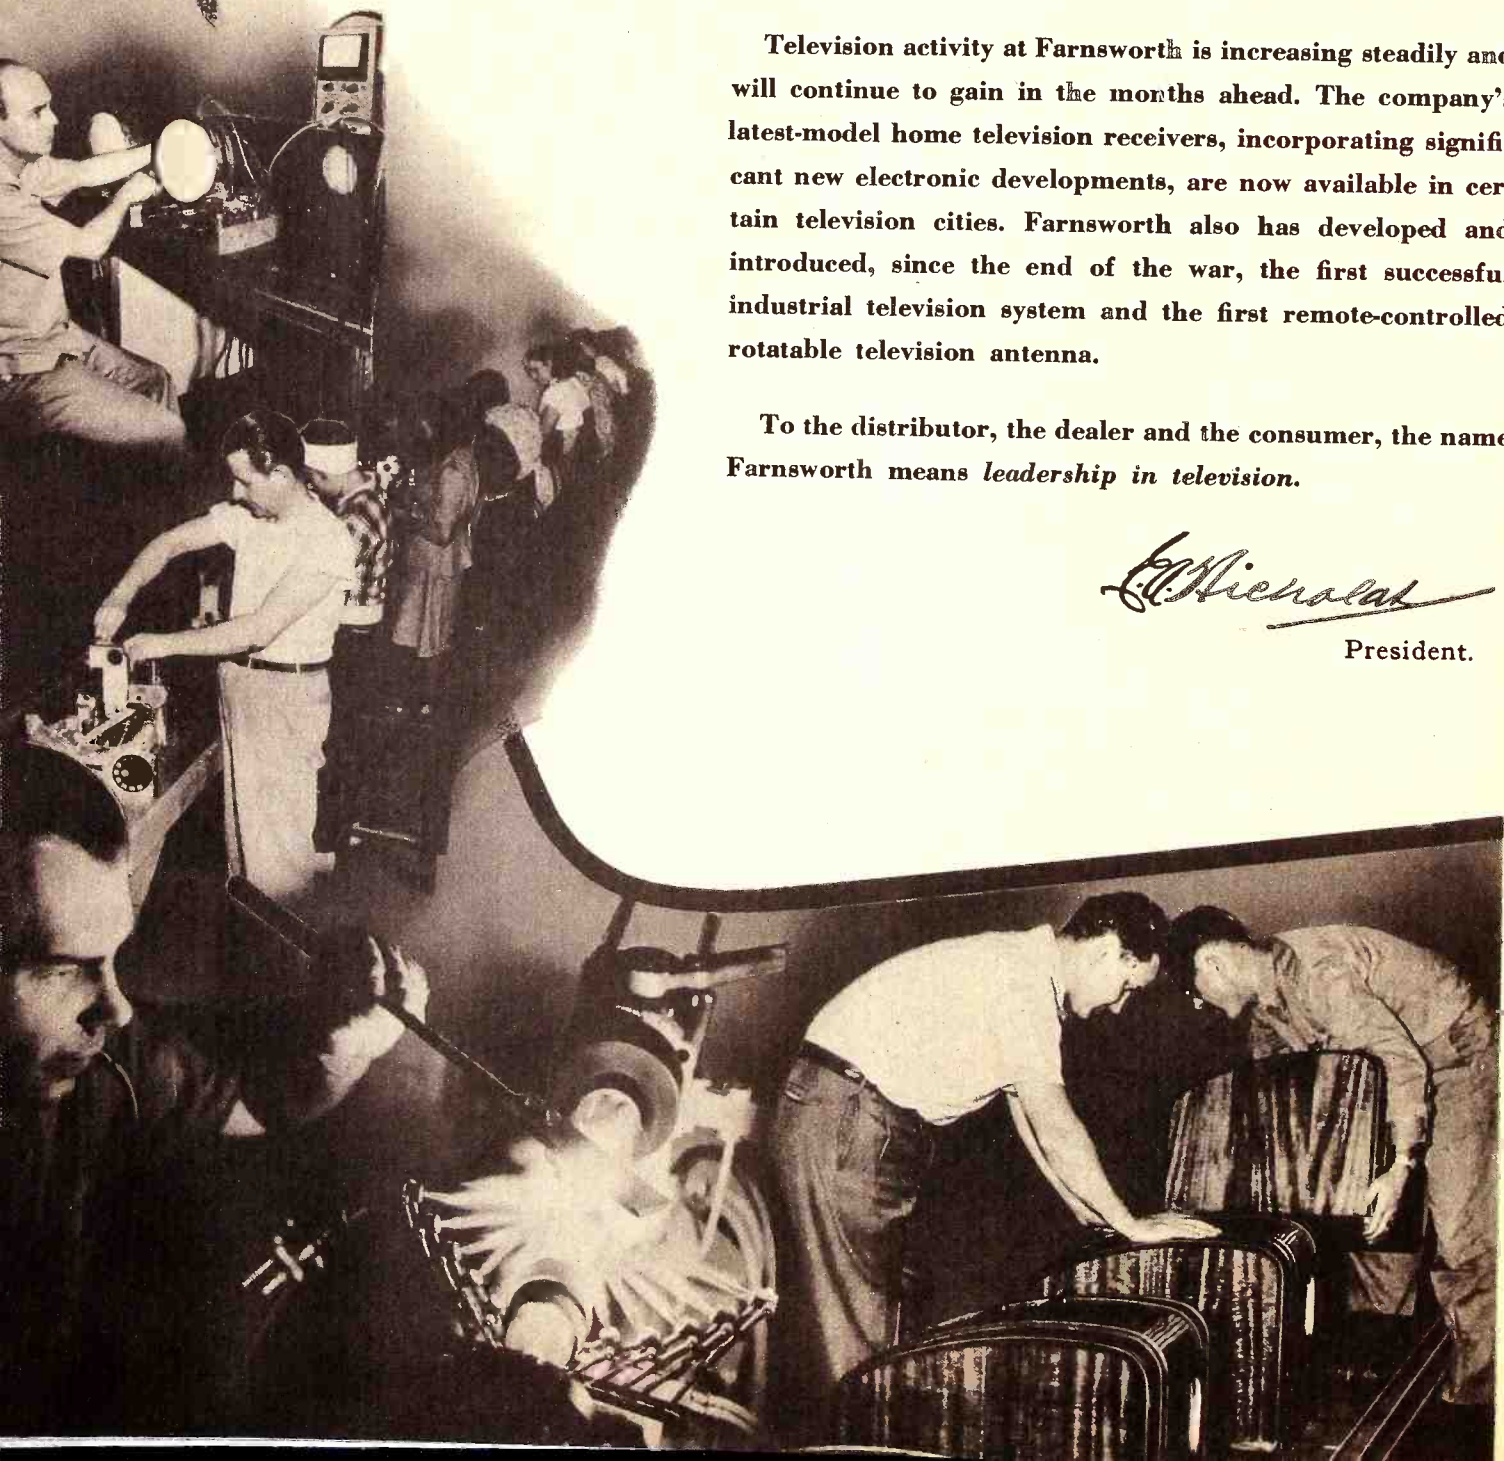 Television activity at Farnsworth is increasing steadily and
will continue to gain in the months ahead. The company's
latest-model home television receivers, incorporating signifi-
cant new electronic developments, are now available in cer-
tain television cities. Farnsworth also has developed and
introduced, since the end of the war, the first successful
industrial television system and the first remote-controlled
rotatable television antenna.
To the distributor, the dealer and the consumer, the name
Farnsworth means leadership in television.
E.A. Nicholas
President.